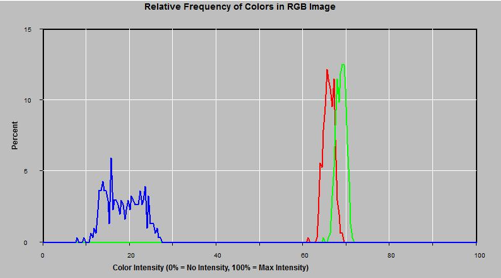 Relative Frequency of Colors in RGB Image
15
10
5
0
Percent
0 20 40 60 80 100
Color Intensity (0% = No Intensity, 100% = Max Intensity)